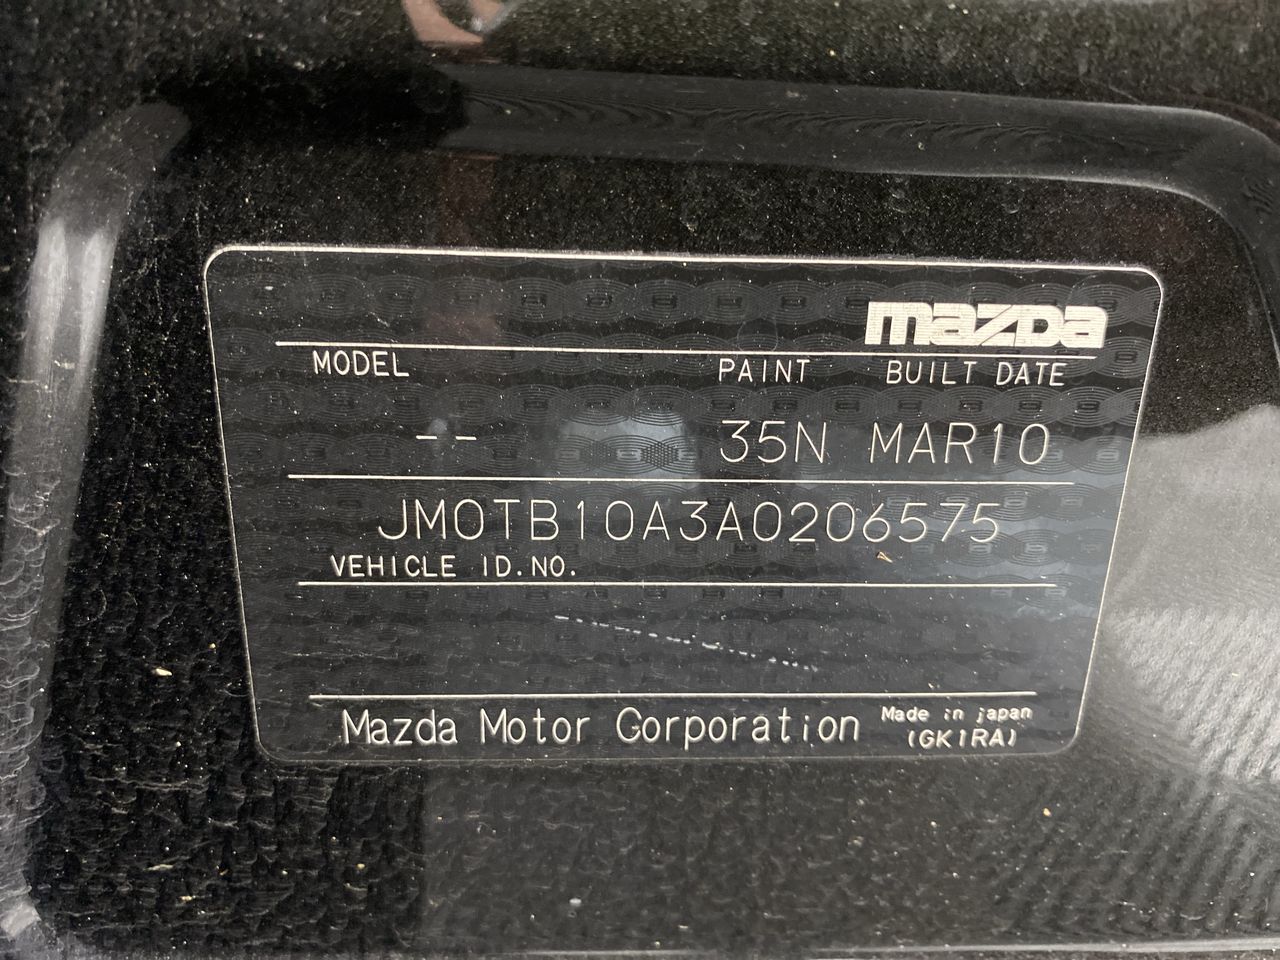 mazda
MODEL PAINT BUILT DATE
-- 35N MAR10
JM0TB10A3A0206575
VEHICLE ID.NO.
Mazda Motor Corporation Made in japan
(GK1RA)